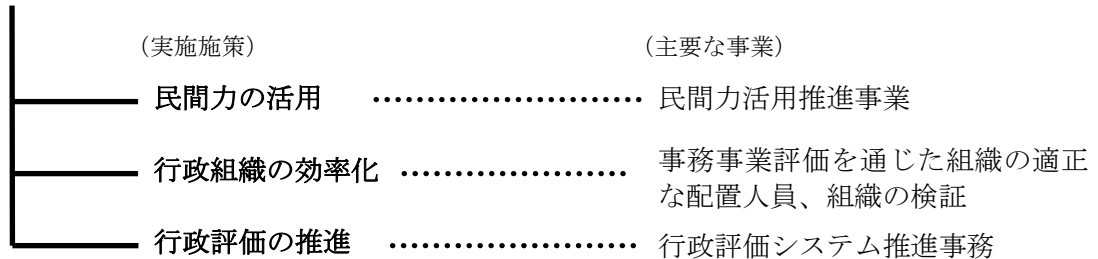 （実施施策）　（主要な事業）
民間力の活用 ‥‥‥‥‥‥‥‥‥‥‥‥ 民間力活用推進事業
行政組織の効率化 ‥‥‥‥‥‥‥‥‥‥ 事務事業評価を通じた組織の適正
な配置人員、組織の検証
行政評価の推進 ‥‥‥‥‥‥‥‥‥‥‥ 行政評価システム推進事務